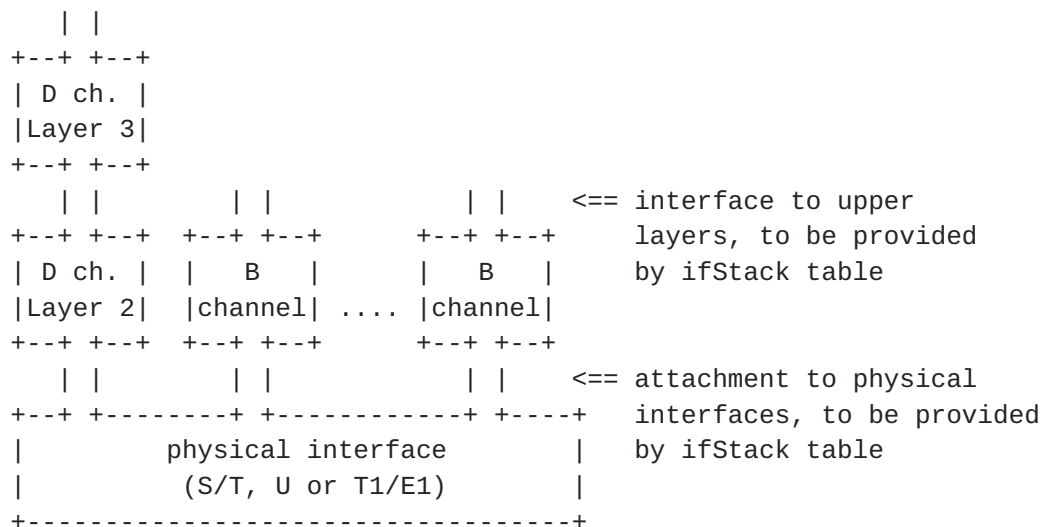 | |
+--+ +--+
| D ch. |
|Layer 3|
+--+ +--+
   | |        | |            | |    <== interface to upper
+--+ +--+  +--+ +--+      +--+ +--+     layers, to be provided
| D ch. |  |   B   |      |   B   |     by ifStack table
|Layer 2|  |channel| .... |channel|
+--+ +--+  +--+ +--+      +--+ +--+
   | |        | |            | |    <== attachment to physical
+--+ +--------+ +------------+ +----+   interfaces, to be provided
|         physical interface        |   by ifStack table
|          (S/T, U or T1/E1)        |
+-----------------------------------+